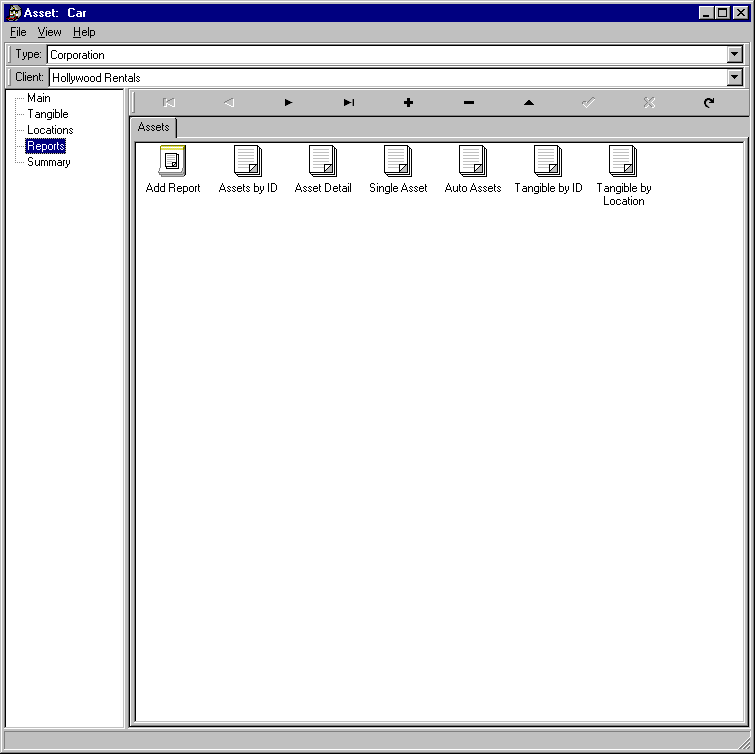 Asset:   Car
File View Help
Type: Corporation
Client: Hollywood Rentals
Main
Tangible
Locations
Reports
Summary
Assets
Add Report
Assets by ID
Asset Detail
Single Asset
Auto Assets
Tangible by ID
Tangible by
Location